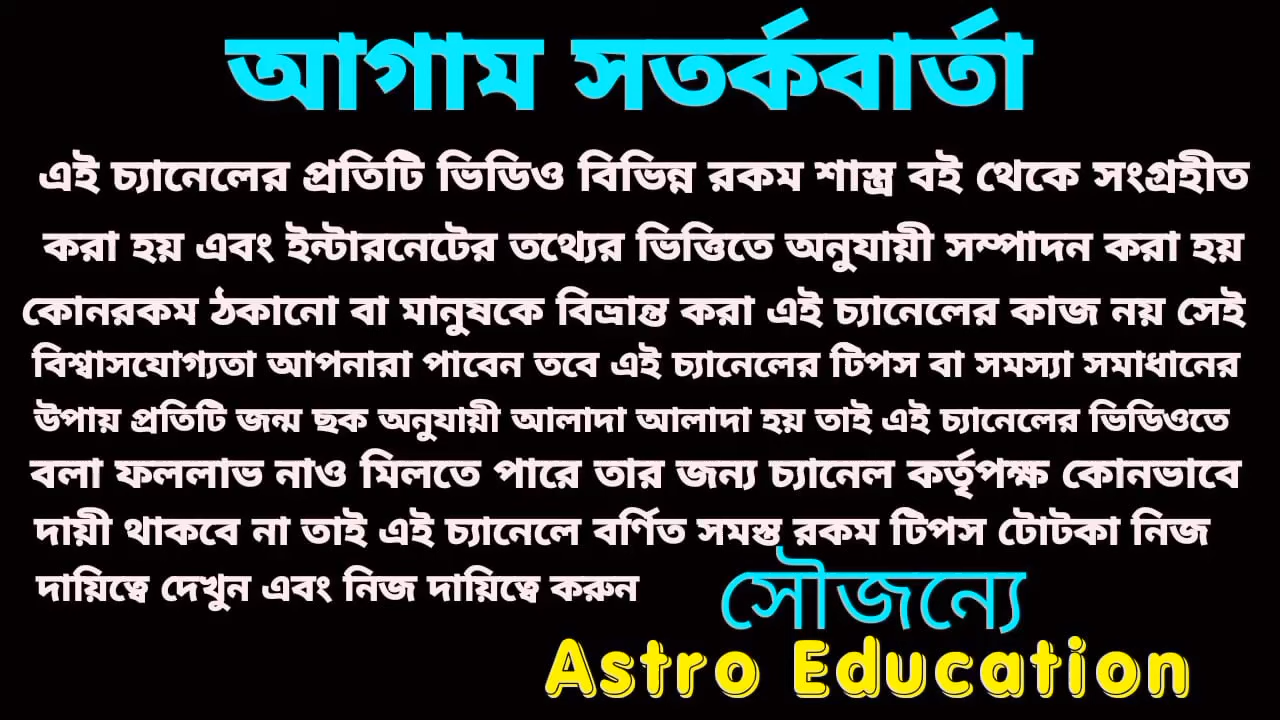 আগাম সতর্কবার্তা
এই চ্যানেলের প্রতিটি ভিডিও বিভিন্ন রকম শাস্ত্র বই থেকে সংগ্রহীত
করা হয় এবং ইন্টারনেটের তথ্যের ভিত্তিতে অনুযায়ী সম্পাদন করা হয়
কোনরকম ঠকানো বা মানুষকে বিভ্রান্ত করা এই চ্যানেলের কাজ নয় সেই
বিশ্বাসযোগ্যতা আপনারা পাবেন তবে এই চ্যানেলের টিপস বা সমস্যা সমাধানের
উপায় প্রতিটি জন্ম ছক অনুযায়ী আলাদা আলাদা হয় তাই এই চ্যানেলের ভিডিওতে
বলা ফললাভ নাও মিলতে পারে তার জন্য চ্যানেল কর্তৃপক্ষ কোনভাবে
দায়ী থাকবে না তাই এই চ্যানেলে বর্ণিত সমস্ত রকম টিপস টোটকা নিজ
দায়িত্বে দেখুন এবং নিজ দায়িত্বে করুন
সৌজন্যে
Astro Education